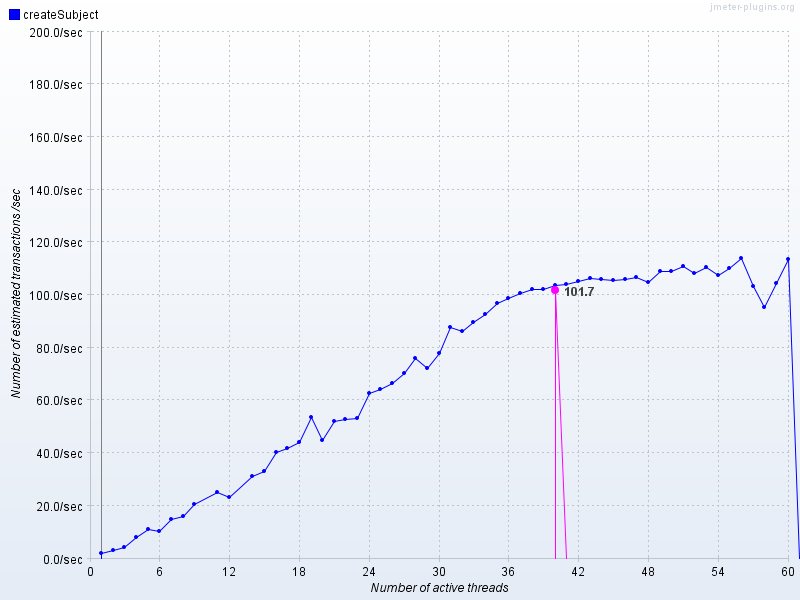 jmeter-plugins.org
createSubject
200.0/sec
180.0/sec
160.0/sec
140.0/sec
120.0/sec
100.0/sec
80.0/sec
60.0/sec
40.0/sec
20.0/sec
0.0/sec
Number of estimated transactions /sec
101.7
0 6 12 18 24 30 36 42 48 54 60
Number of active threads